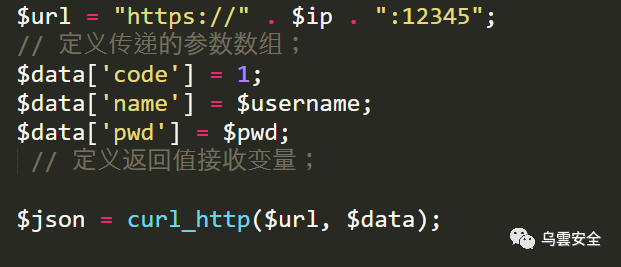 $url = "https://" . $ip . ":12345";
// 定义传递的参数数组；
$data['code'] = 1;
$data['name'] = $username;
$data['pwd'] = $pwd;
// 定义返回值接收变量；
$json = curl_http($url, $data);
乌雲安全